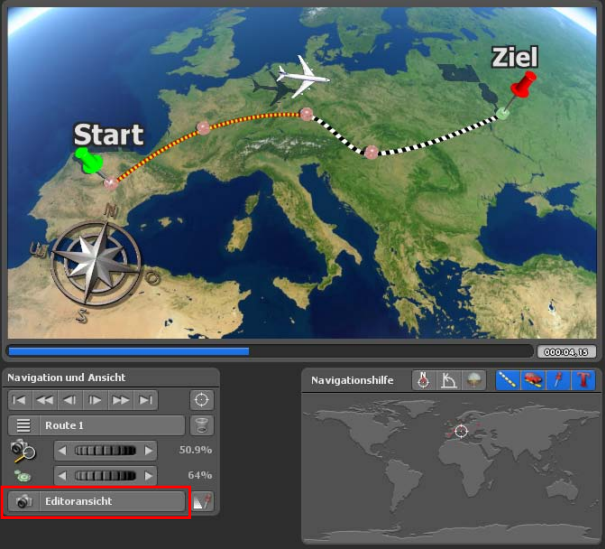 Ziel
Start
N
W
O
S
000:04,15
Navigation und Ansicht
Navigationshilfe
N
Route 1
50.9%
64%
Editoransicht